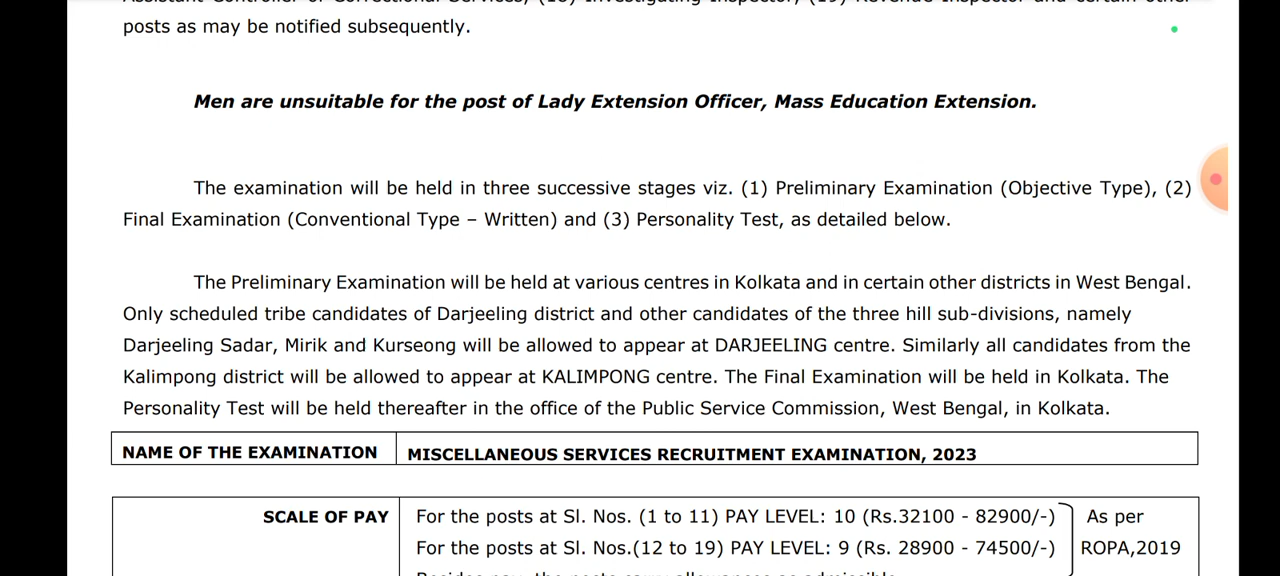 posts as may be notified subsequently.
Men are unsuitable for the post of Lady Extension Officer, Mass Education Extension.
The examination will be held in three successive stages viz. (1) Preliminary Examination (Objective Type), (2)
Final Examination (Conventional Type – Written) and (3) Personality Test, as detailed below.
The Preliminary Examination will be held at various centres in Kolkata and in certain other districts in West Bengal.
Only scheduled tribe candidates of Darjeeling district and other candidates of the three hill sub-divisions, namely
Darjeeling Sadar, Mirik and Kurseong will be allowed to appear at DARJEELING centre. Similarly all candidates from the
Kalimpong district will be allowed to appear at KALIMPONG centre. The Final Examination will be held in Kolkata. The
Personality Test will be held thereafter in the office of the Public Service Commission, West Bengal, in Kolkata.
NAME OF THE EXAMINATION MISCELLANEOUS SERVICES RECRUITMENT EXAMINATION, 2023
SCALE OF PAY For the posts at Sl. Nos. (1 to 11) PAY LEVEL: 10 (Rs.32100 - 82900/-) As per
For the posts at Sl. Nos.(12 to 19) PAY LEVEL: 9 (Rs. 28900 - 74500/-) ROPA,2019